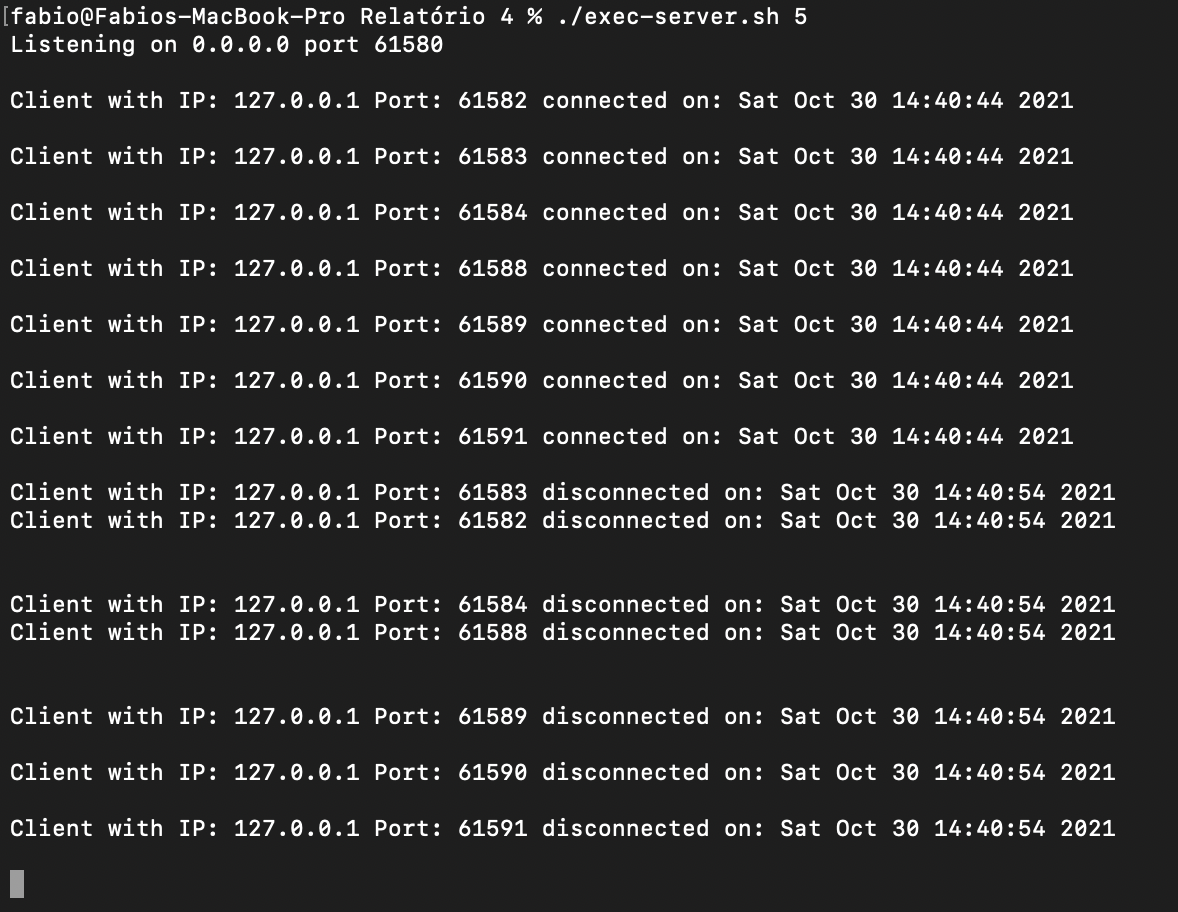 [fabio@Fabios-MacBook-Pro Relatório 4 % ./exec-server.sh 5
Listening on 0.0.0.0 port 61580
Client with IP: 127.0.0.1 Port: 61582 connected on: Sat Oct 30 14:40:44 2021
Client with IP: 127.0.0.1 Port: 61583 connected on: Sat Oct 30 14:40:44 2021
Client with IP: 127.0.0.1 Port: 61584 connected on: Sat Oct 30 14:40:44 2021
Client with IP: 127.0.0.1 Port: 61588 connected on: Sat Oct 30 14:40:44 2021
Client with IP: 127.0.0.1 Port: 61589 connected on: Sat Oct 30 14:40:44 2021
Client with IP: 127.0.0.1 Port: 61590 connected on: Sat Oct 30 14:40:44 2021
Client with IP: 127.0.0.1 Port: 61591 connected on: Sat Oct 30 14:40:44 2021
Client with IP: 127.0.0.1 Port: 61583 disconnected on: Sat Oct 30 14:40:54 2021
Client with IP: 127.0.0.1 Port: 61582 disconnected on: Sat Oct 30 14:40:54 2021
Client with IP: 127.0.0.1 Port: 61584 disconnected on: Sat Oct 30 14:40:54 2021
Client with IP: 127.0.0.1 Port: 61588 disconnected on: Sat Oct 30 14:40:54 2021
Client with IP: 127.0.0.1 Port: 61589 disconnected on: Sat Oct 30 14:40:54 2021
Client with IP: 127.0.0.1 Port: 61590 disconnected on: Sat Oct 30 14:40:54 2021
Client with IP: 127.0.0.1 Port: 61591 disconnected on: Sat Oct 30 14:40:54 2021